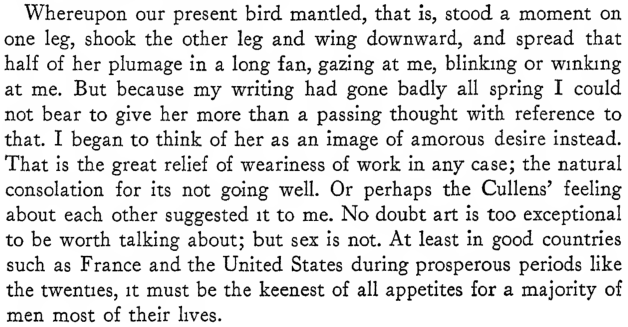 Whereupon our present bird mantled, that is, stood a moment on
one leg, shook the other leg and wing downward, and spread that
half of her plumage in a long fan, gazing at me, blinking or winking
at me. But because my writing had gone badly all spring I could
not bear to give her more than a passing thought with reference to
that. I began to think of her as an image of amorous desire instead.
That is the great relief of weariness of work in any case; the natural
consolation for its not going well. Or perhaps the Cullens’ feeling
about each other suggested it to me. No doubt art is too exceptional
to be worth talking about; but sex is not. At least in good countries
such as France and the United States during prosperous periods like
the twenties, it must be the keenest of all appetites for a majority of
men most of their lives.